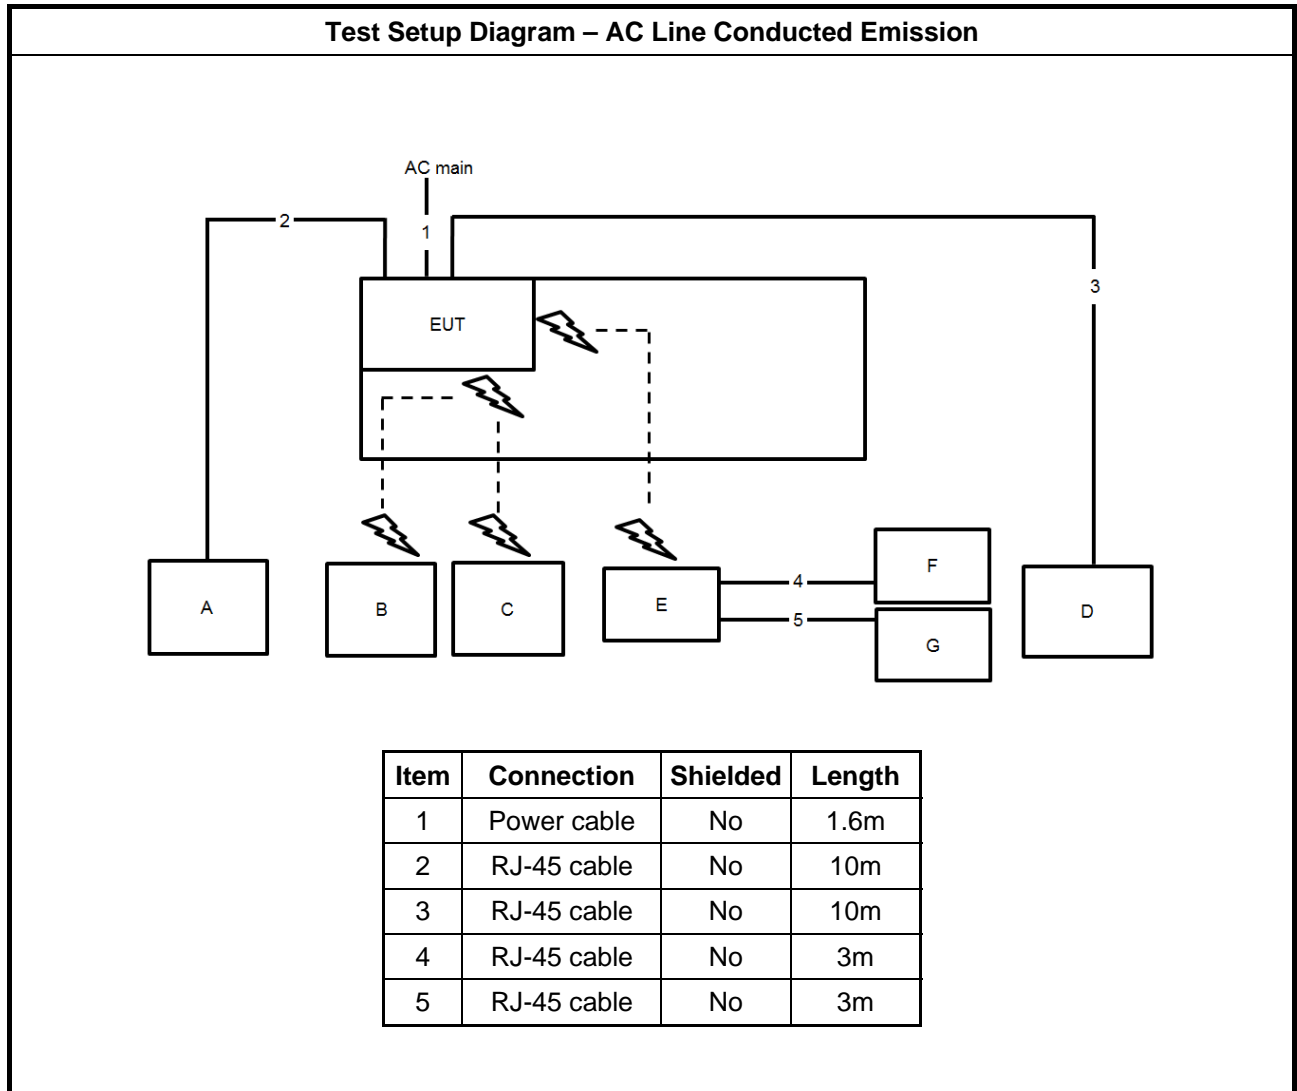 Test Setup Diagram – AC Line Conducted Emission
AC main
2
1
3
EUT
A
B
C
E
4
5
F
G
D
Item Connection Shielded Length
1 Power cable No 1.6m
2 RJ-45 cable No 10m
3 RJ-45 cable No 10m
4 RJ-45 cable No 3m
5 RJ-45 cable No 3m